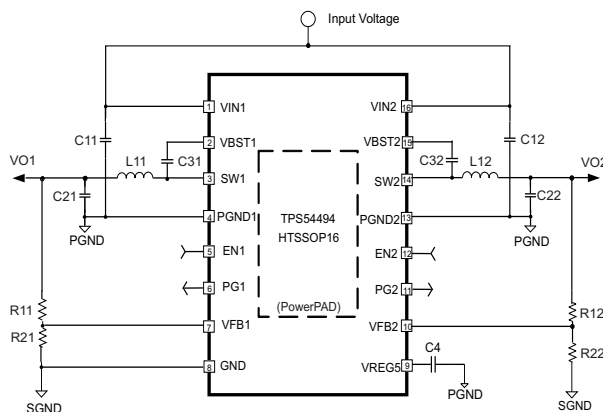 Input Voltage
1 VIN1 VIN2 16
C11 C12
2 VBST1 VBST2 15
VO1 L11 C31 C32 L12 VO2
3 SW1 SW2 14
C21 TPS54494 C22
4 PGND1 HTSSOP16 PGND2 13
PGND PGND
5 EN1 EN2 12
6 PG1 (PowerPAD) PG2 11
R11 R12
7 VFB1 VFB2 10
R21 R22
8 GND VREG5 9 C4
SGND PGND SGND